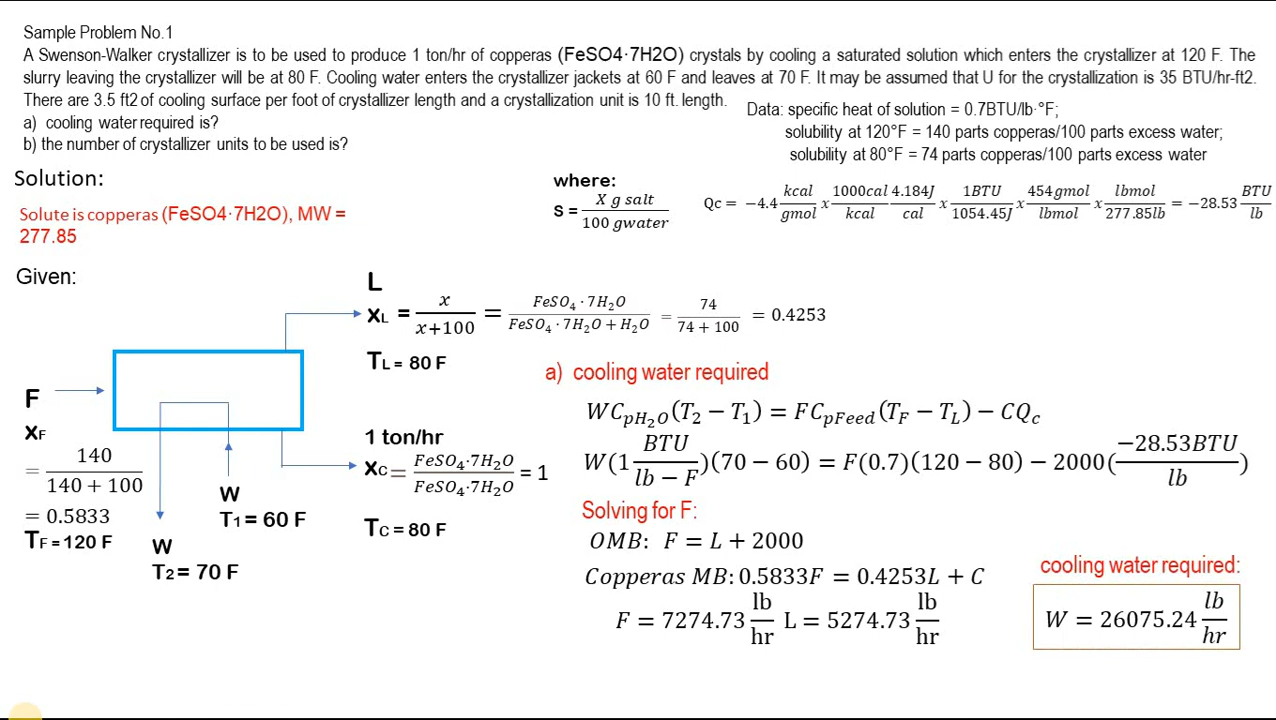 Sample Problem No.1
A Swenson-Walker crystallizer is to be used to produce 1 ton/hr of copperas (FeSO4·7H2O) crystals by cooling a saturated solution which enters the crystallizer at 120 F. The
slurry leaving the crystallizer will be at 80 F. Cooling water enters the crystallizer jackets at 60 F and leaves at 70 F. It may be assumed that U for the crystallization is 35 BTU/hr-ft2.
There are 3.5 ft2 of cooling surface per foot of crystallizer length and a crystallization unit is 10 ft. length.
a) cooling water required is?
b) the number of crystallizer units to be used is?
Data: specific heat of solution = 0.7BTU/lb·°F;
solubility at 120°F = 140 parts copperas/100 parts excess water;
solubility at 80°F = 74 parts copperas/100 parts excess water
Solution:
Solute is copperas (FeSO4·7H2O), MW =
277.85
where:
S = X g salt / 100 gwater
Qc = −4.4 kcal/gmol x 1000cal/kcal 4.184J/cal x 1BTU/1054.45J x 454gmol/lbmol x lbmol/277.85lb = −28.53 BTU/lb
Given:
L
XL = x/(x+100) = FeSO4·7H2O/(FeSO4·7H2O + H2O) = 74/(74 + 100) = 0.4253
TL = 80 F
F
XF
= 140/(140 + 100)
= 0.5833
TF = 120 F
W
T1 = 60 F
W
T2 = 70 F
1 ton/hr
XC = FeSO4·7H2O/FeSO4·7H2O = 1
TC = 80 F
a) cooling water required
WCpH2O(T2 − T1) = FCpFeed(TF − TL) − CQc
W(1 BTU/lb − F)(70 − 60) = F(0.7)(120 − 80) − 2000(−28.53BTU/lb)
Solving for F:
OMB: F = L + 2000
Copperas MB: 0.5833F = 0.4253L + C
F = 7274.73 lb/hr L = 5274.73 lb/hr
cooling water required:
W = 26075.24 lb/hr